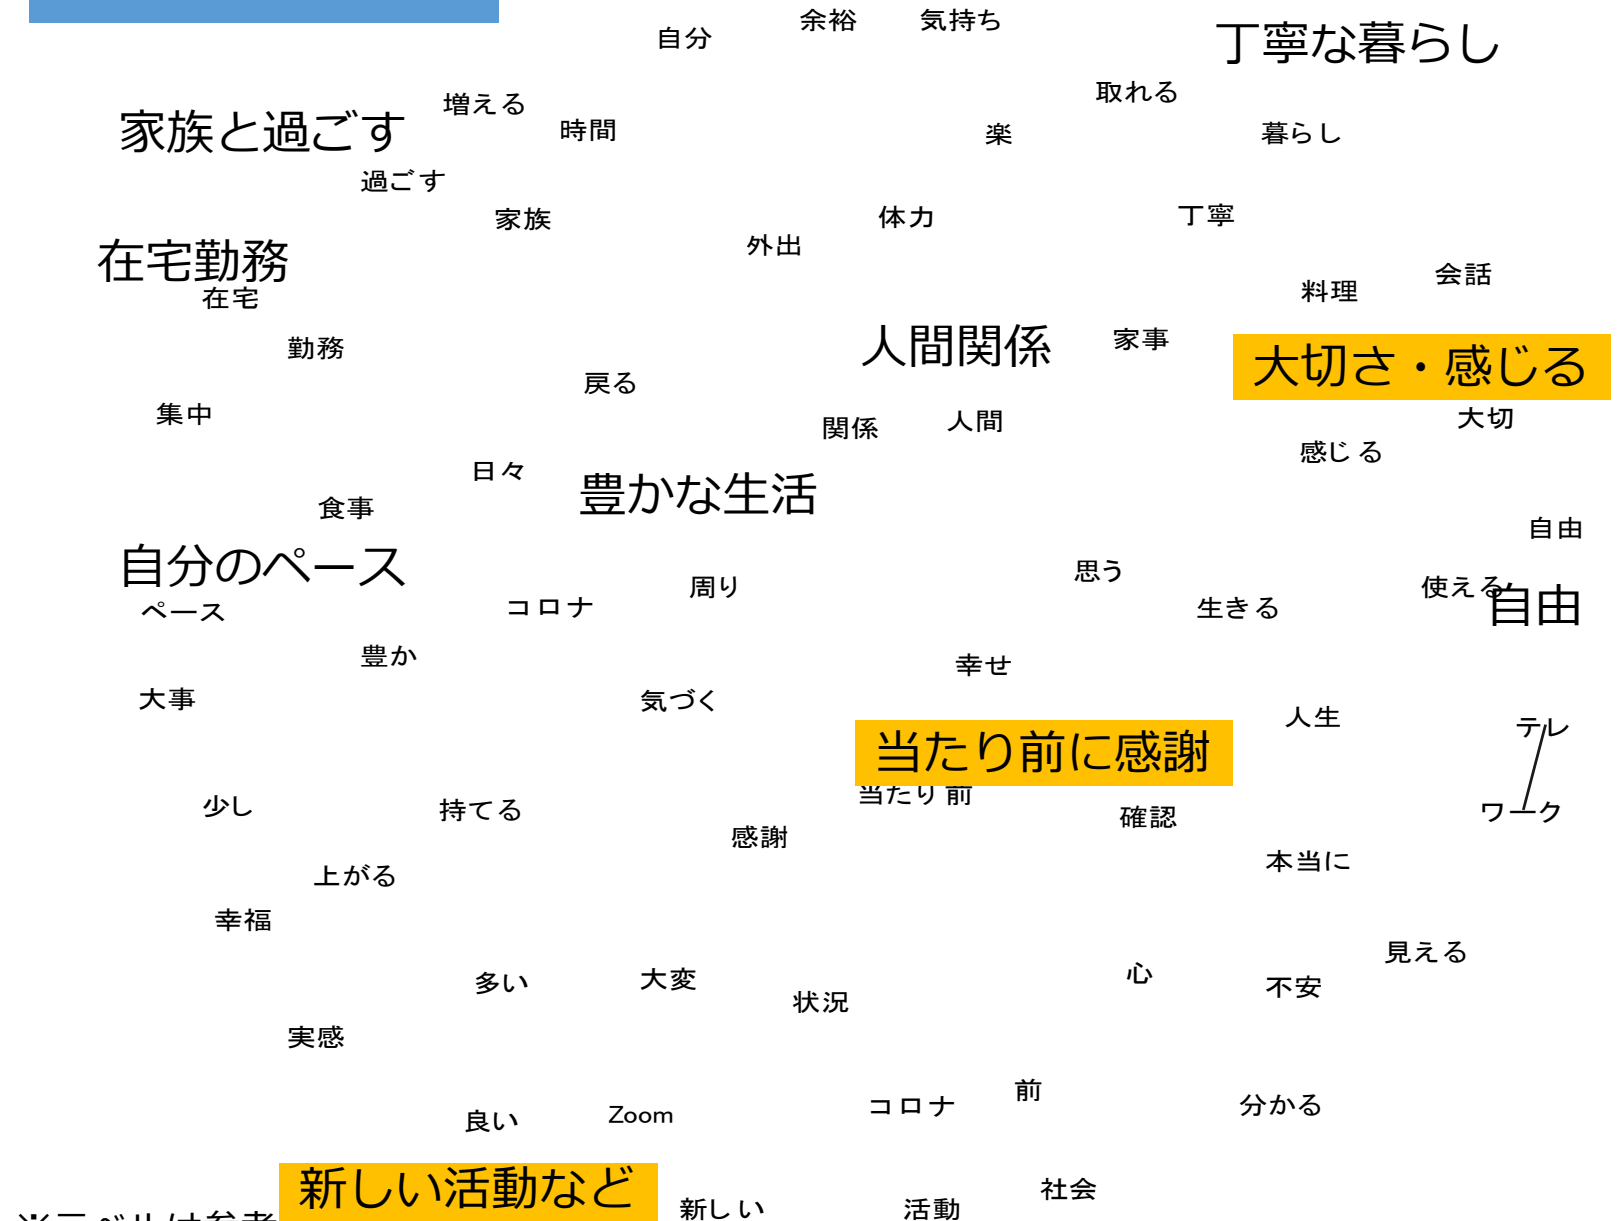 余裕
気持ち
自分
丁寧な暮らし
取れる
増える
家族と過ごす
時間
楽
暮らし
過ごす
家族
体力
丁寧
外出
在宅勤務
会話
料理
在宅
人間関係
家事
勤務
大切さ・感じる
戻る
集中
関係
人間
大切
感じる
日々
豊かな生活
食事
自由
自分のペース
周り
思う
使える
自由
ペース
コロナ
生きる
豊か
幸せ
大事
気づく
人生
テレ
当たり前に感謝
当たり前
少し
持てる
確認
ワーク
感謝
本当に
上がる
幸福
見える
多い
大変
心
不安
状況
実感
前
コロナ
分かる
良い
Zoom
新しい活動など
社会
新しい
活動
※ラベルは参考